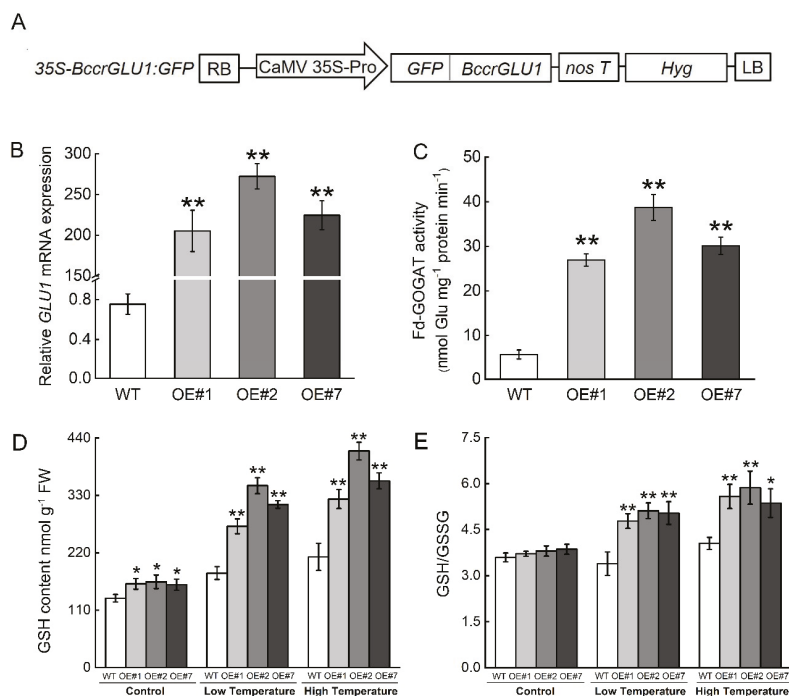 A
35S-BccrGLU1:GFP RB CaMV 35S-Pro GFP BccrGLU1 nos T Hyg LB
B
Relative GLU1 mRNA expression
300
250
200
150
0.8
0.4
0.0
** ** **
WT OE#1 OE#2 OE#7
C
Fd-GOGAT activity
(nmol Glu mg⁻¹ protein min⁻¹)
50
40
30
20
10
0
** ** **
WT OE#1 OE#2 OE#7
D
GSH content nmol g⁻¹ FW
440
330
220
110
0
* * * ** ** ** ** ** **
WT OE#1 OE#2 OE#7 WT OE#1 OE#2 OE#7 WT OE#1 OE#2 OE#7
Control Low Temperature High Temperature
E
GSH/GSSG
7.5
6.0
4.5
3.0
0.0
** ** ** ** ** *
WT OE#1 OE#2 OE#7 WT OE#1 OE#2 OE#7 WT OE#1 OE#2 OE#7
Control Low Temperature High Temperature